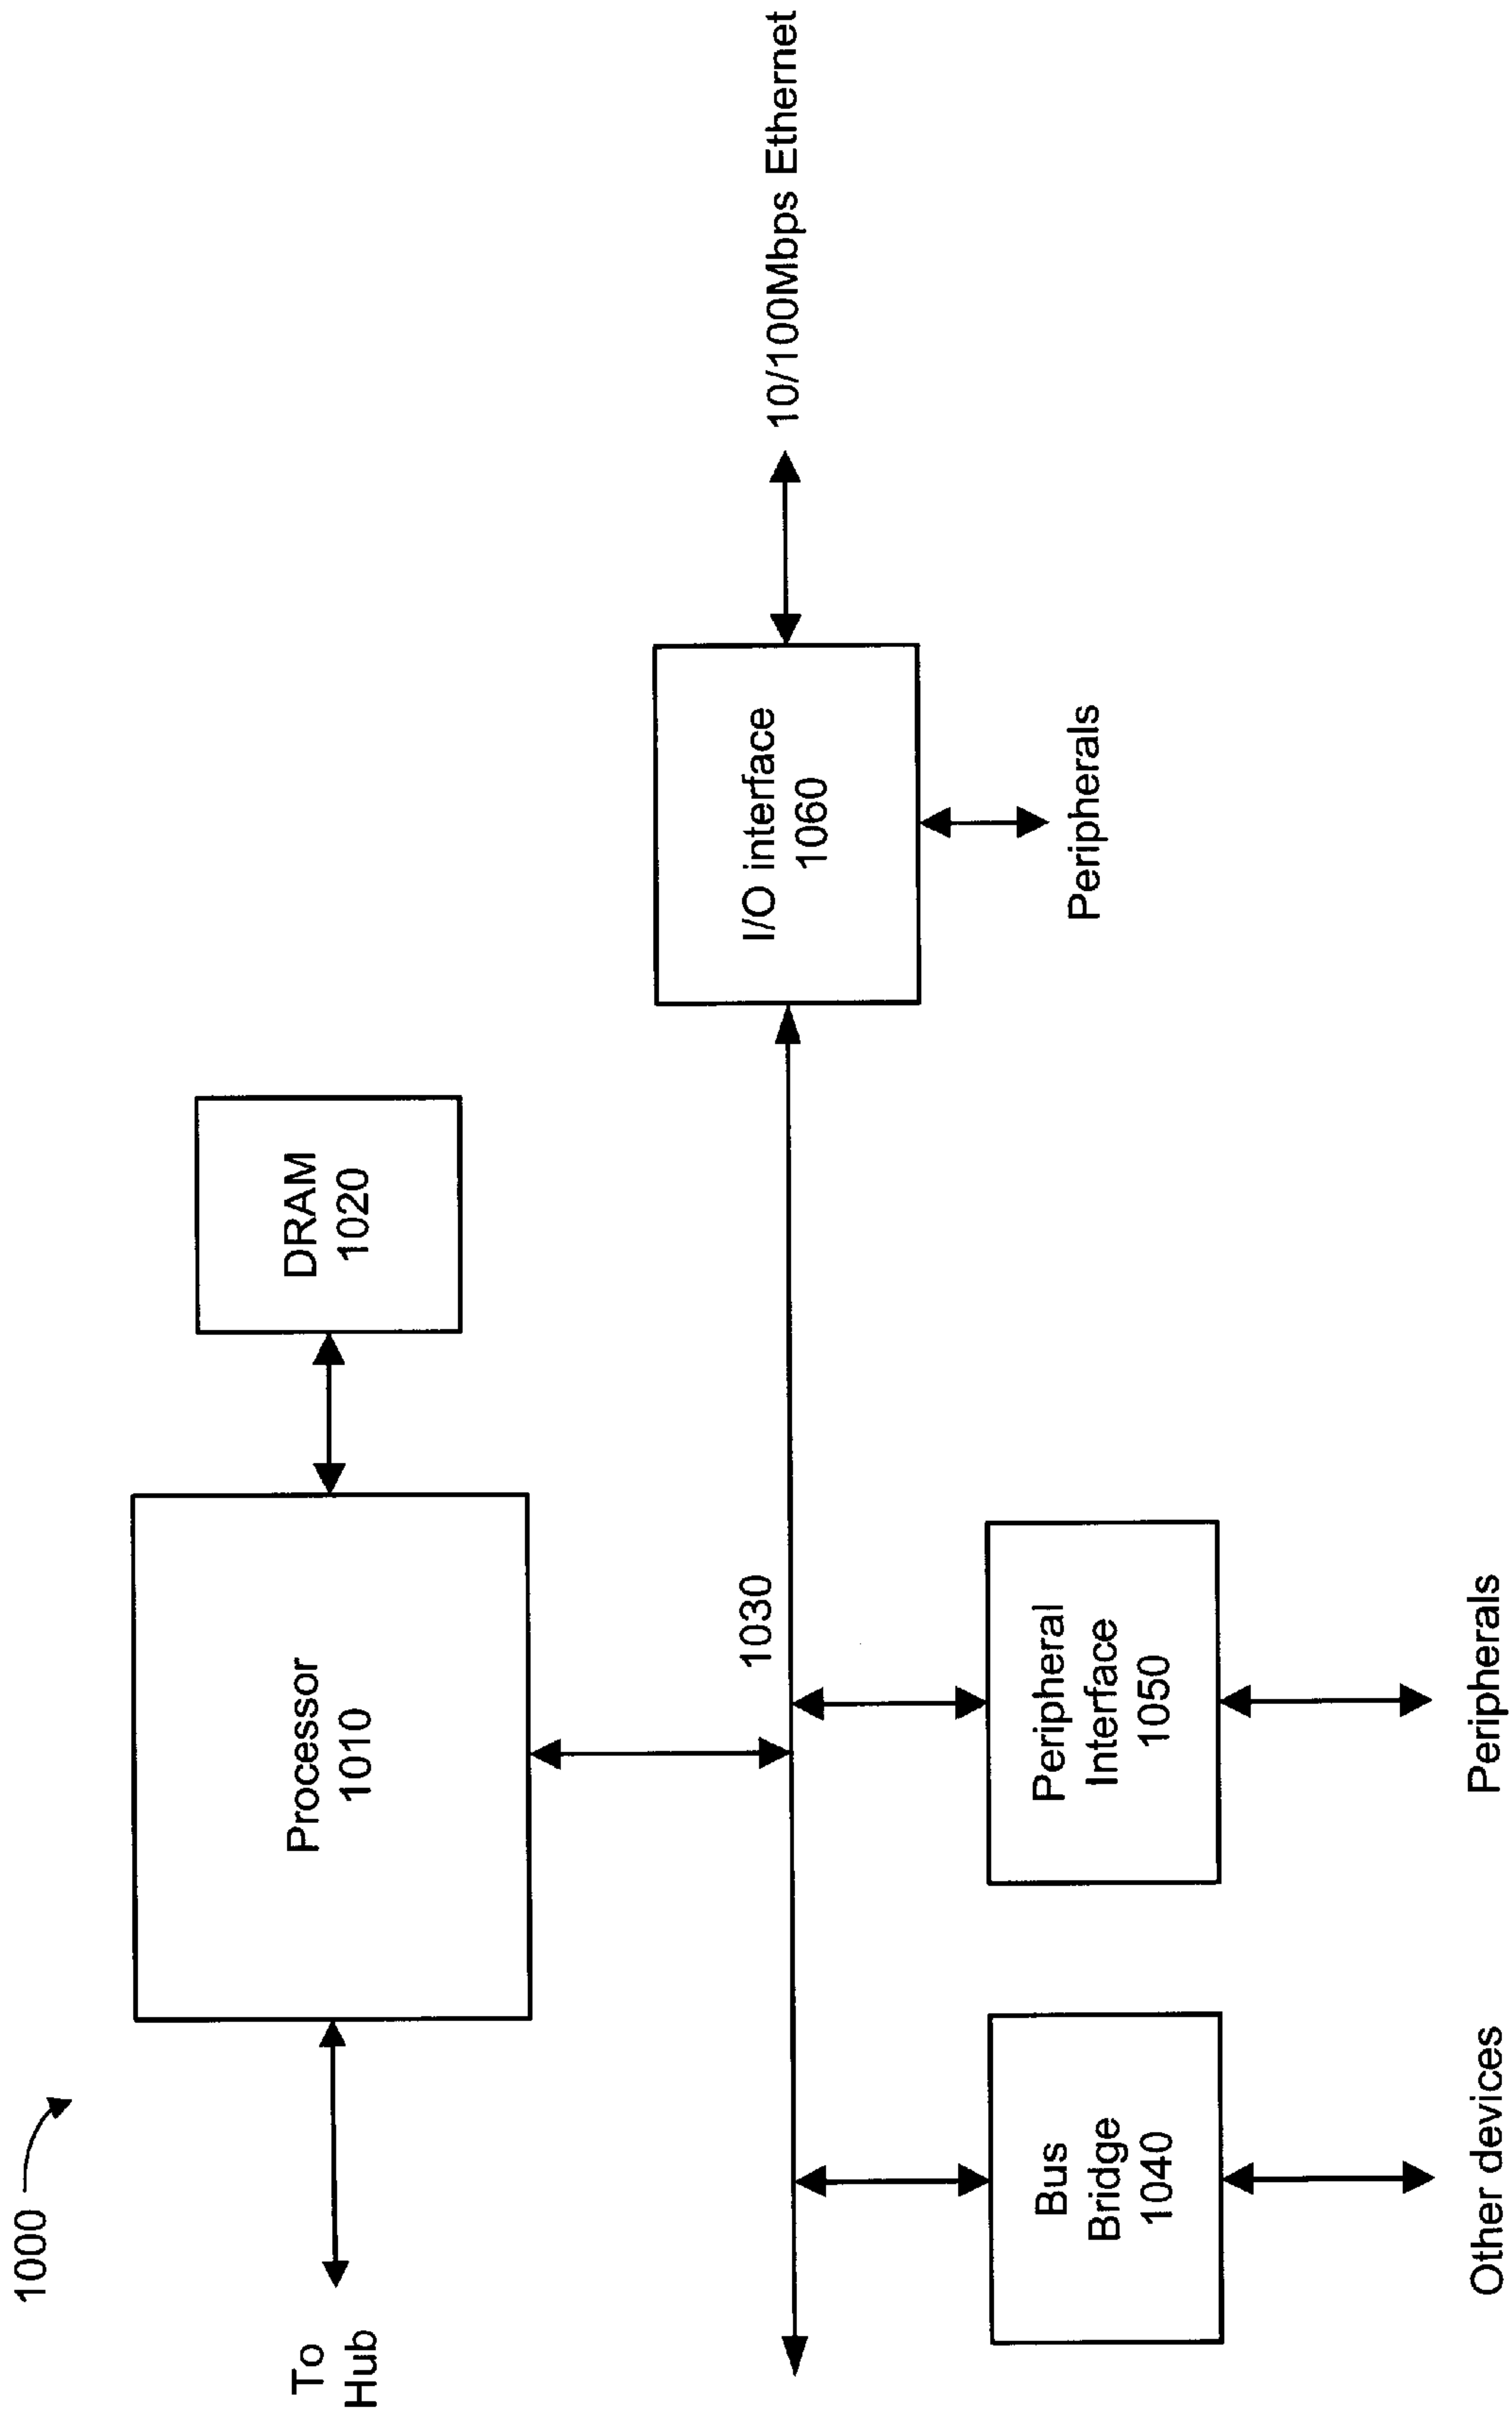 1000
To
Hub
Processor
1010
DRAM
1020
1030
I/O interface
1060
10/100Mbps Ethernet
Peripherals
Bus
Bridge
1040
Peripheral
Interface
1050
Other devices
Peripherals